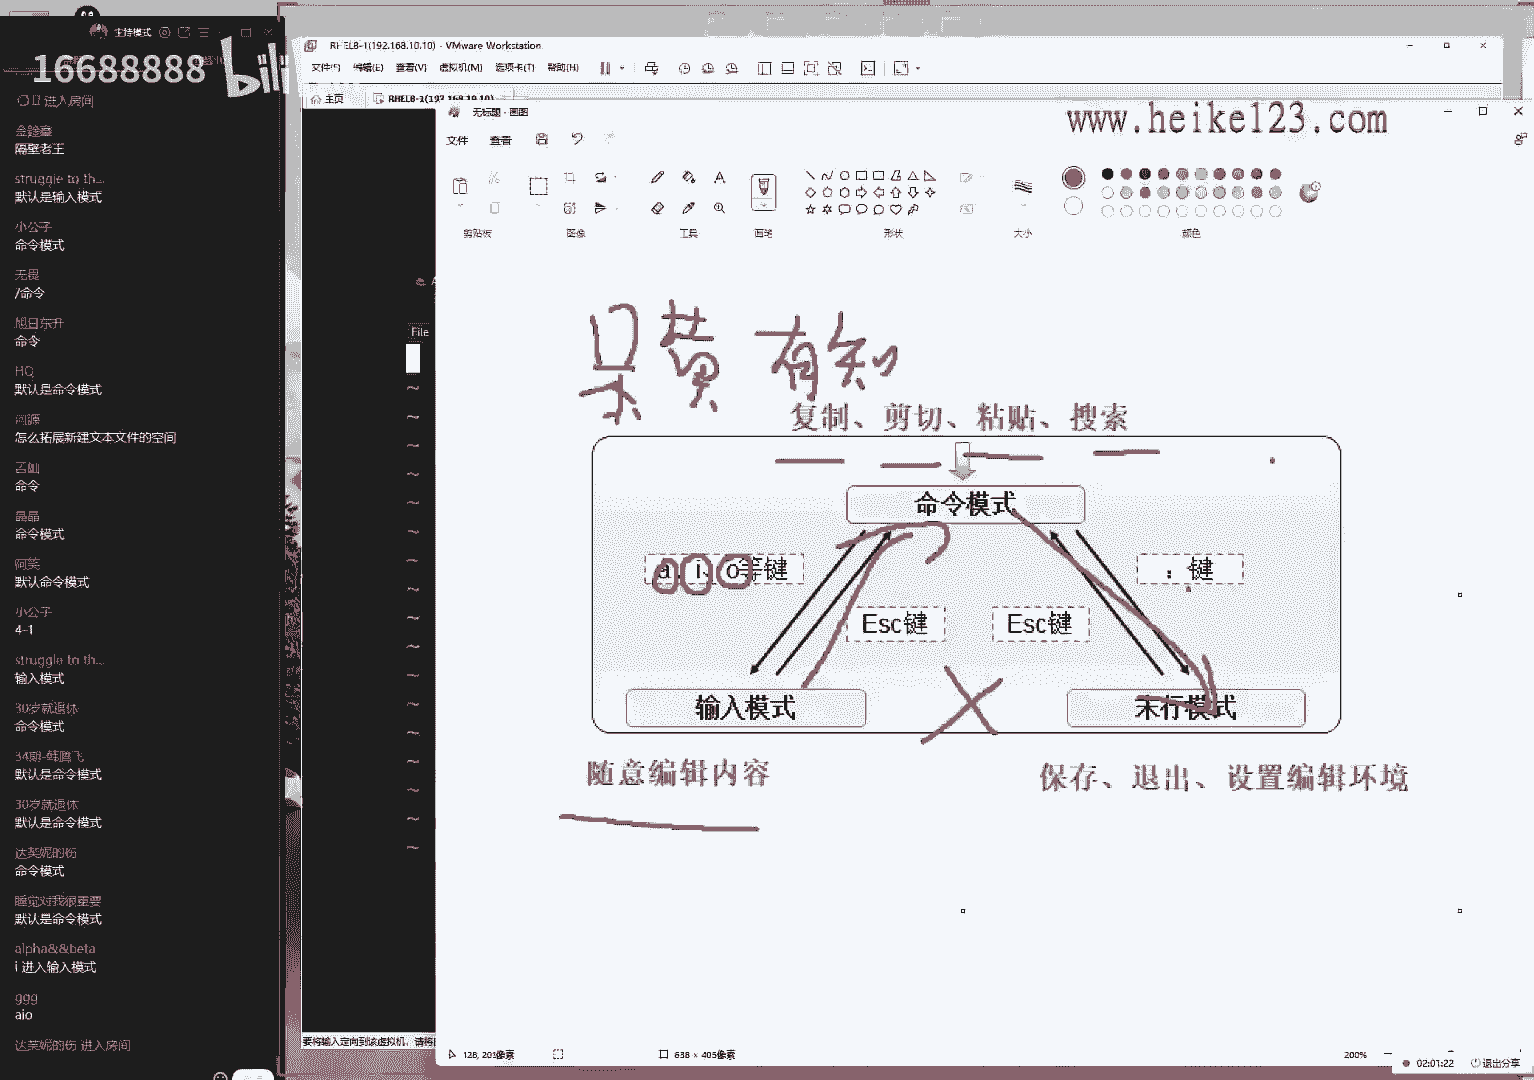 主持模式
16688888
bili
进入房间
金鑫鑫
隔壁老王
struggle to th...
默认是输入模式
小公子
命令模式
无畏
/命令
旭日东升
命令
HQ
默认是命令模式
怎么拓展新建文本文件的空间
命令
晶晶
命令模式
阿笑
默认命令模式
小公子
4-1
struggle to th...
输入模式
30岁就退休
命令模式
34期-韩腾飞
默认是命令模式
30岁就退休
默认是命令模式
达芙妮的伤
命令模式
睡觉对我很重要
默认是命令模式
alpha&&beta
i 进入输入模式
ggg
aio
达芙妮的伤 进入房间
RHEL8-1(192.168.10.10) - VMware Workstation
文件(F) 编辑(E) 查看(V) 虚拟机(M) 选项卡(T) 帮助(H)
主页 RHEL8-1(192.168.10.10)
无标题 - 画图
www.heike123.com
文件 查看
剪贴板 图像 工具 画笔 形状 大小 颜色
File
有知
复制、剪切、粘贴、搜索
命令模式
a、i、o等键
：键
Esc键 Esc键
输入模式 末行模式
随意编辑内容 保存、退出、设置编辑环境
要将输入定向到该虚拟机，请将
128, 203像素
638 × 405像素
200%
02:01:22 退出分享